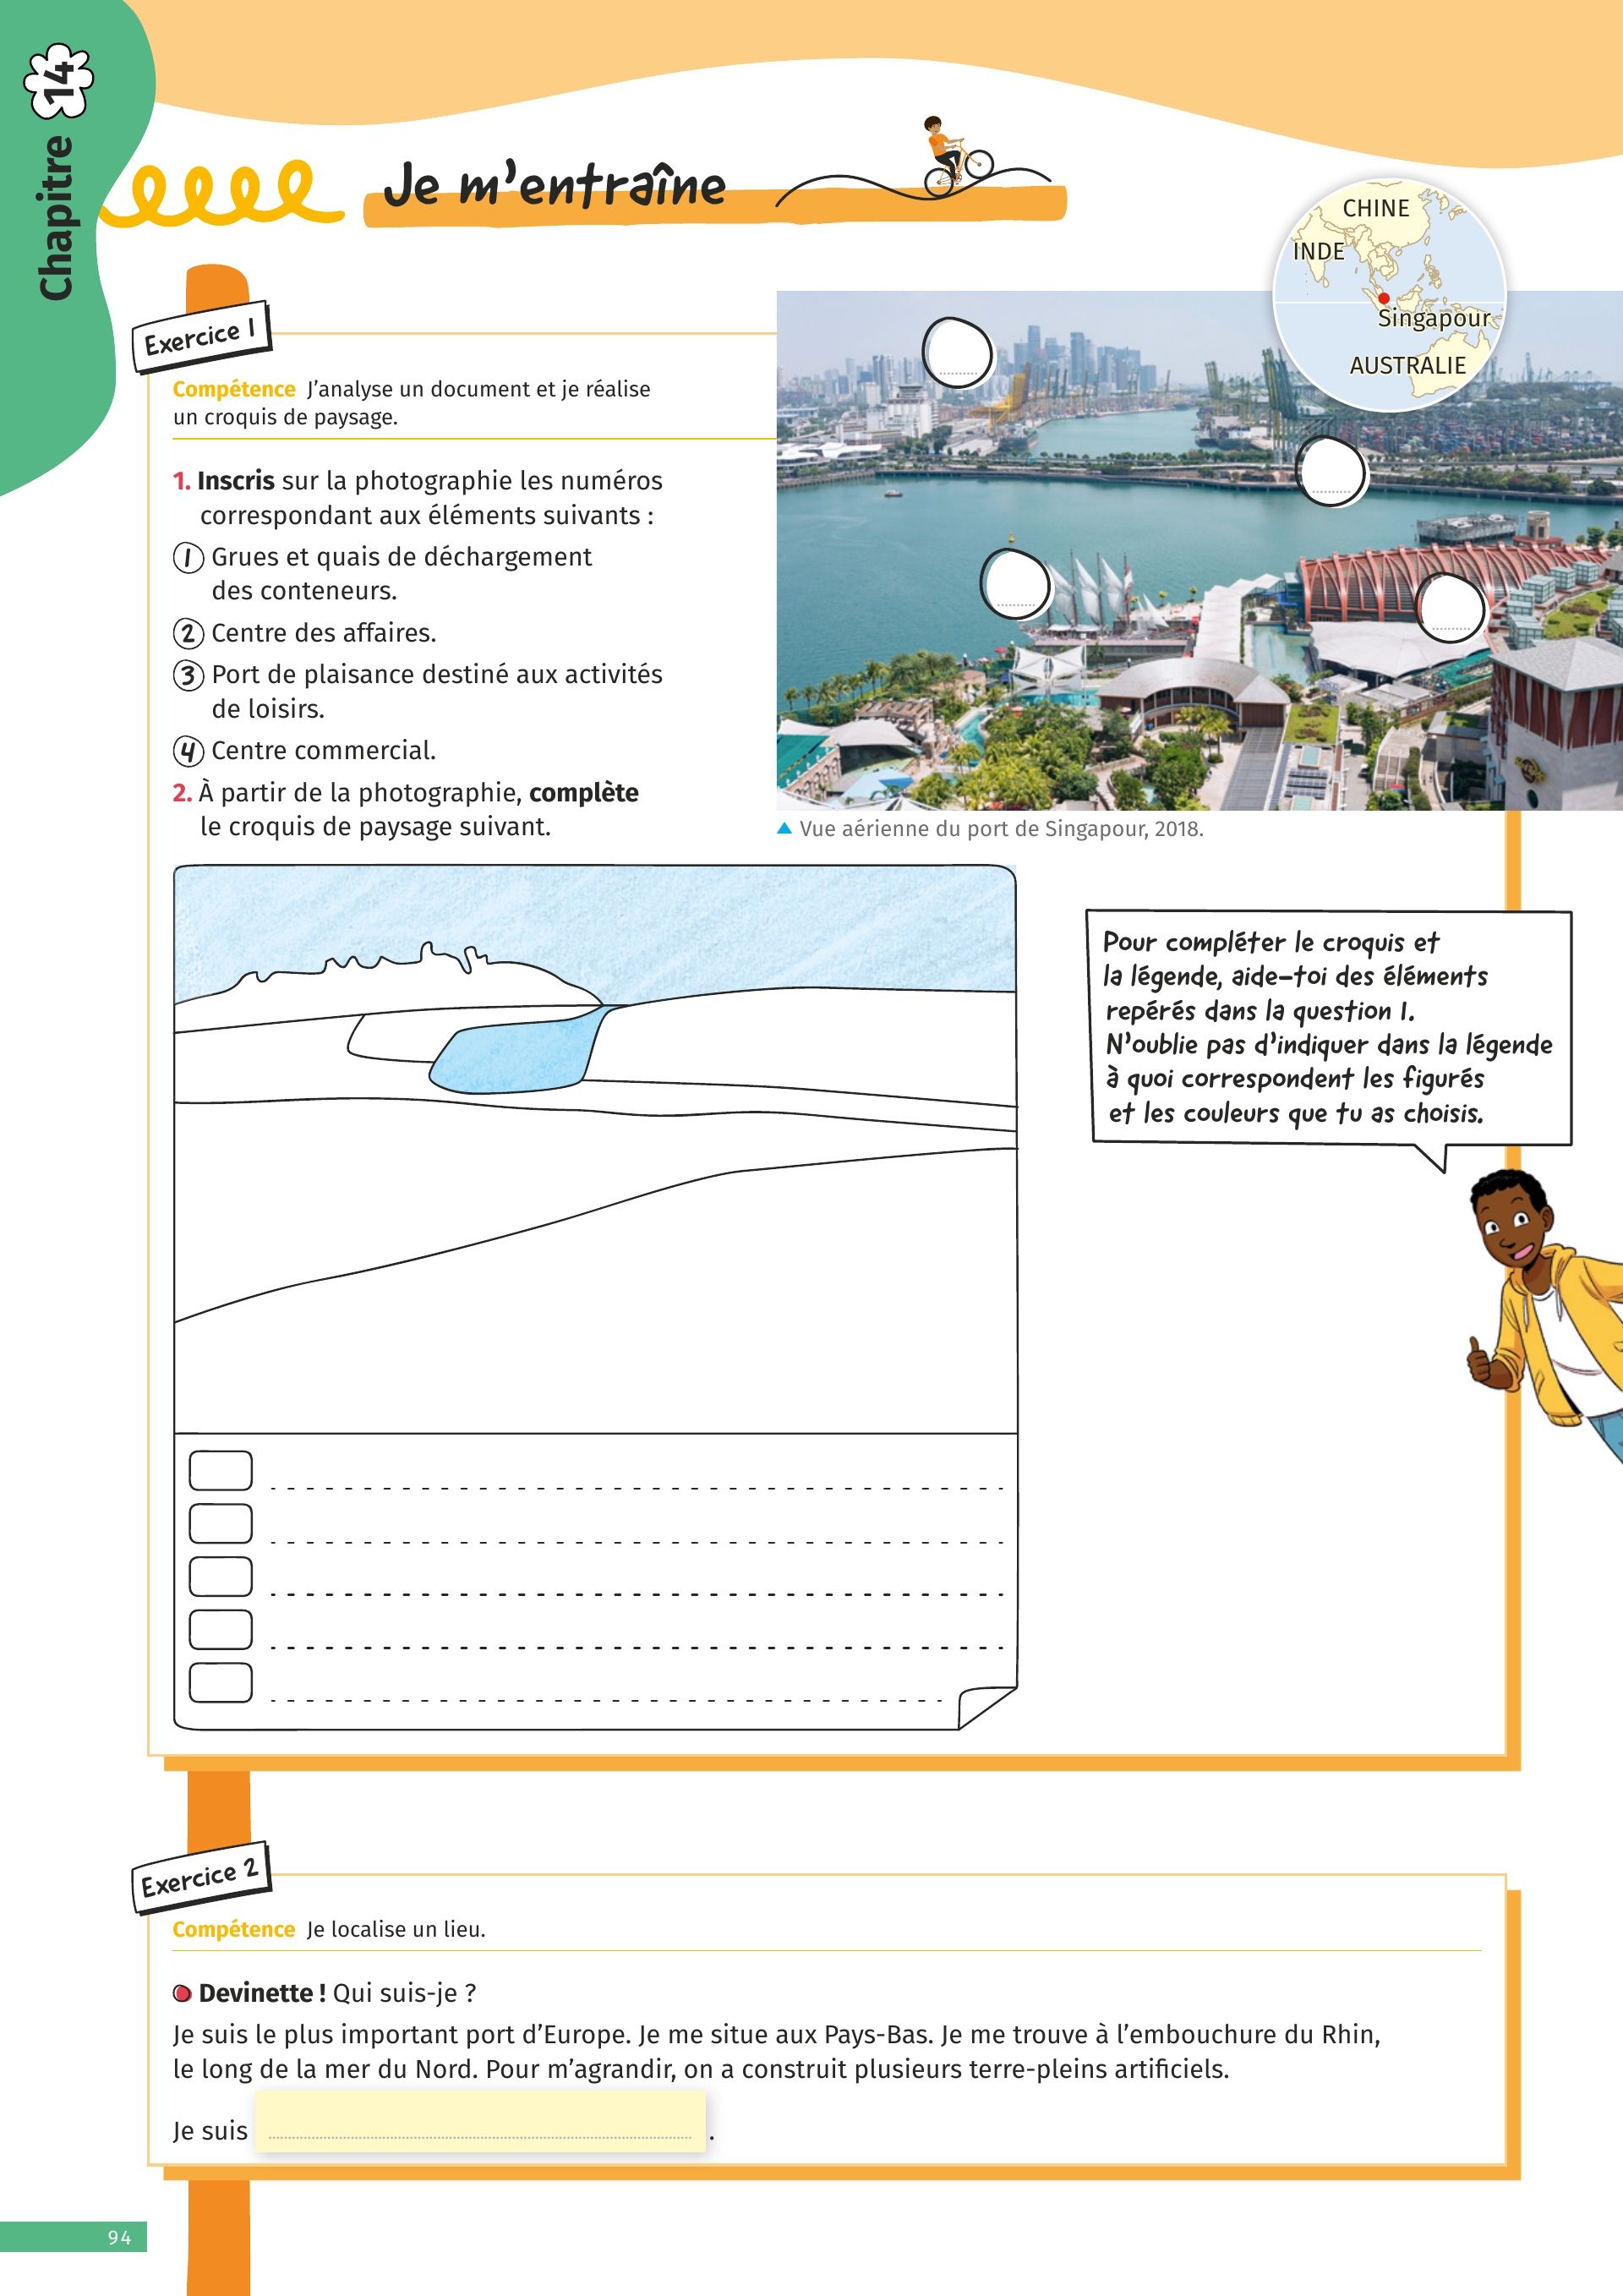 Chapitre 14
Je m'entraîne
CHINE
INDE
Singapour
AUSTRALIE
Exercice 1
Compétence J'analyse un document et je réalise
un croquis de paysage.
1. Inscris sur la photographie les numéros
correspondant aux éléments suivants :
1 Grues et quais de déchargement
des conteneurs.
2 Centre des affaires.
3 Port de plaisance destiné aux activités
de loisirs.
4 Centre commercial.
2. À partir de la photographie, complète
le croquis de paysage suivant.
▲ Vue aérienne du port de Singapour, 2018.
Pour compléter le croquis et
la légende, aide-toi des éléments
repérés dans la question 1.
N'oublie pas d'indiquer dans la légende
à quoi correspondent les figurés
et les couleurs que tu as choisis.
Exercice 2
Compétence Je localise un lieu.
Devinette ! Qui suis-je ?
Je suis le plus important port d'Europe. Je me situe aux Pays-Bas. Je me trouve à l'embouchure du Rhin,
le long de la mer du Nord. Pour m'agrandir, on a construit plusieurs terre-pleins artificiels.
Je suis .
94